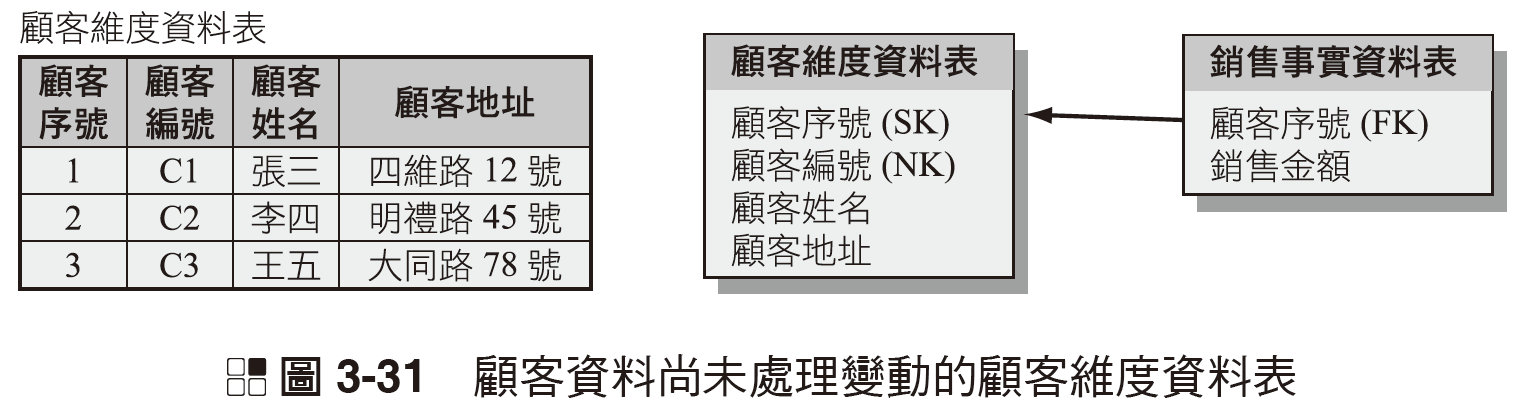 顧客維度資料表
顧客序號 顧客編號 顧客姓名 顧客地址
1 C1 張三 四維路 12 號
2 C2 李四 明禮路 45 號
3 C3 王五 大同路 78 號
顧客維度資料表
顧客序號 (SK)
顧客編號 (NK)
顧客姓名
顧客地址
銷售事實資料表
顧客序號 (FK)
銷售金額
圖 3-31 顧客資料尚未處理變動的顧客維度資料表